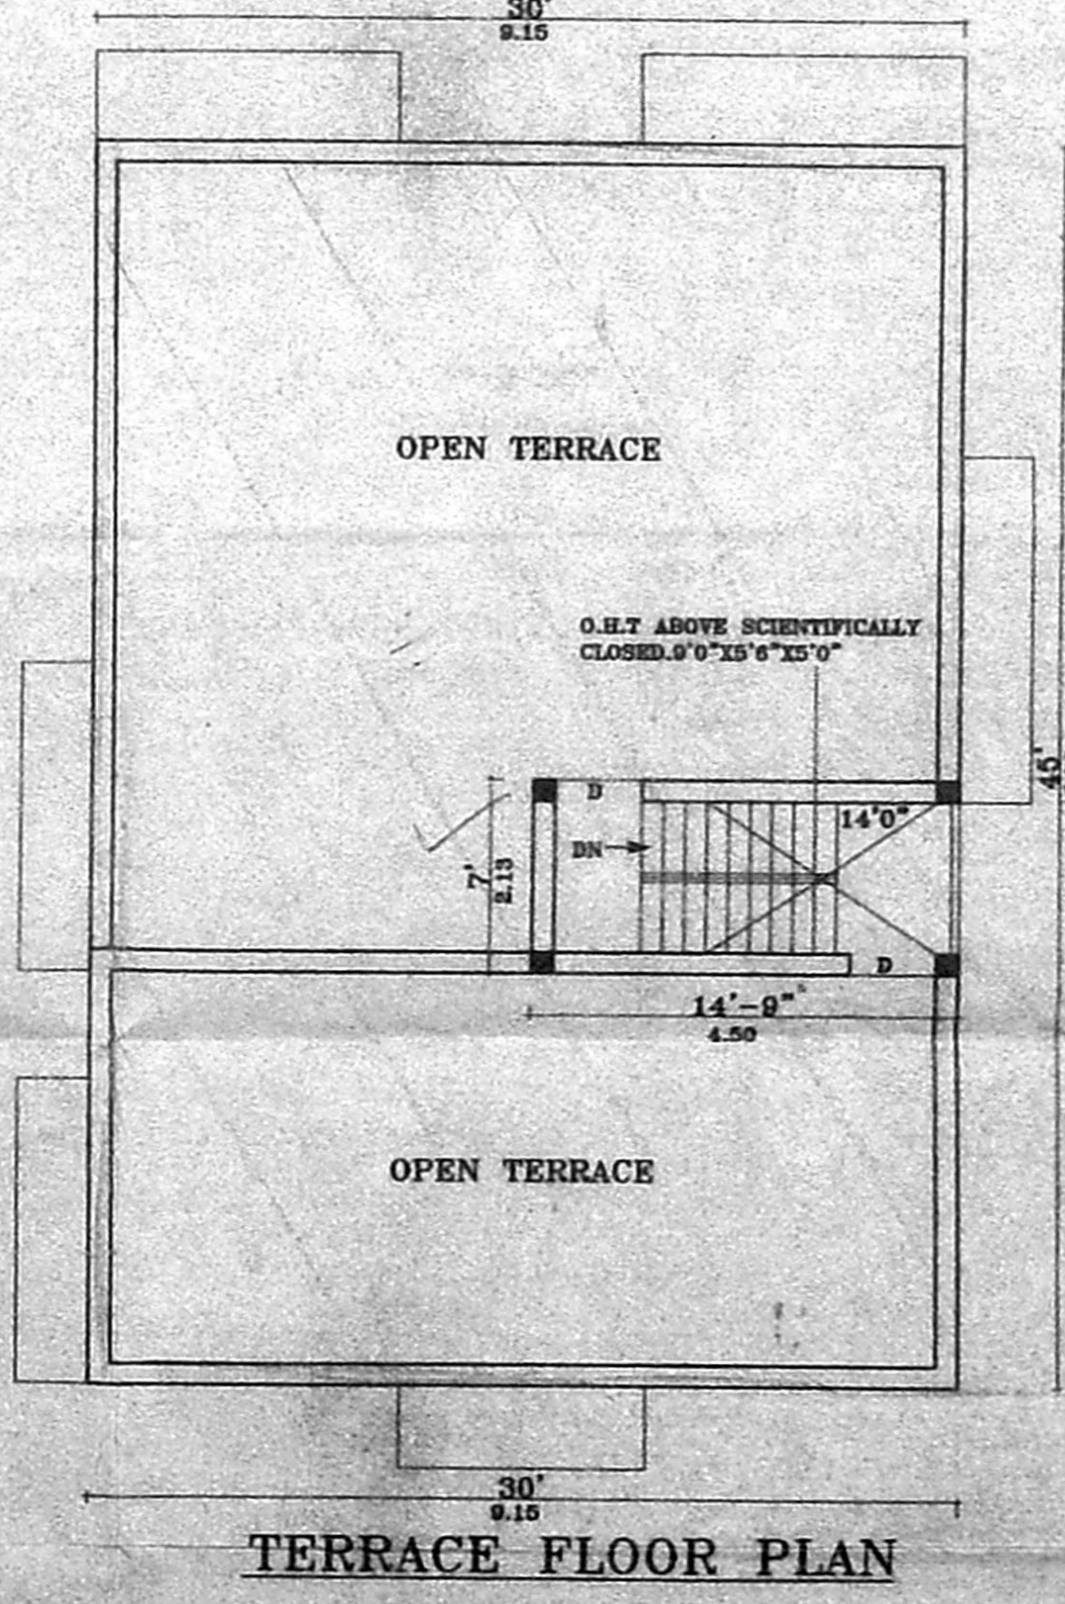 30'
9.15
OPEN TERRACE
O.H.T ABOVE SCIENTIFICALLY
CLOSED.9'0"X5'6"X5'0"
45'
D
14'0"
DN
7'
2.13
D
14'-9"
4.50
OPEN TERRACE
30'
9.15
TERRACE FLOOR PLAN